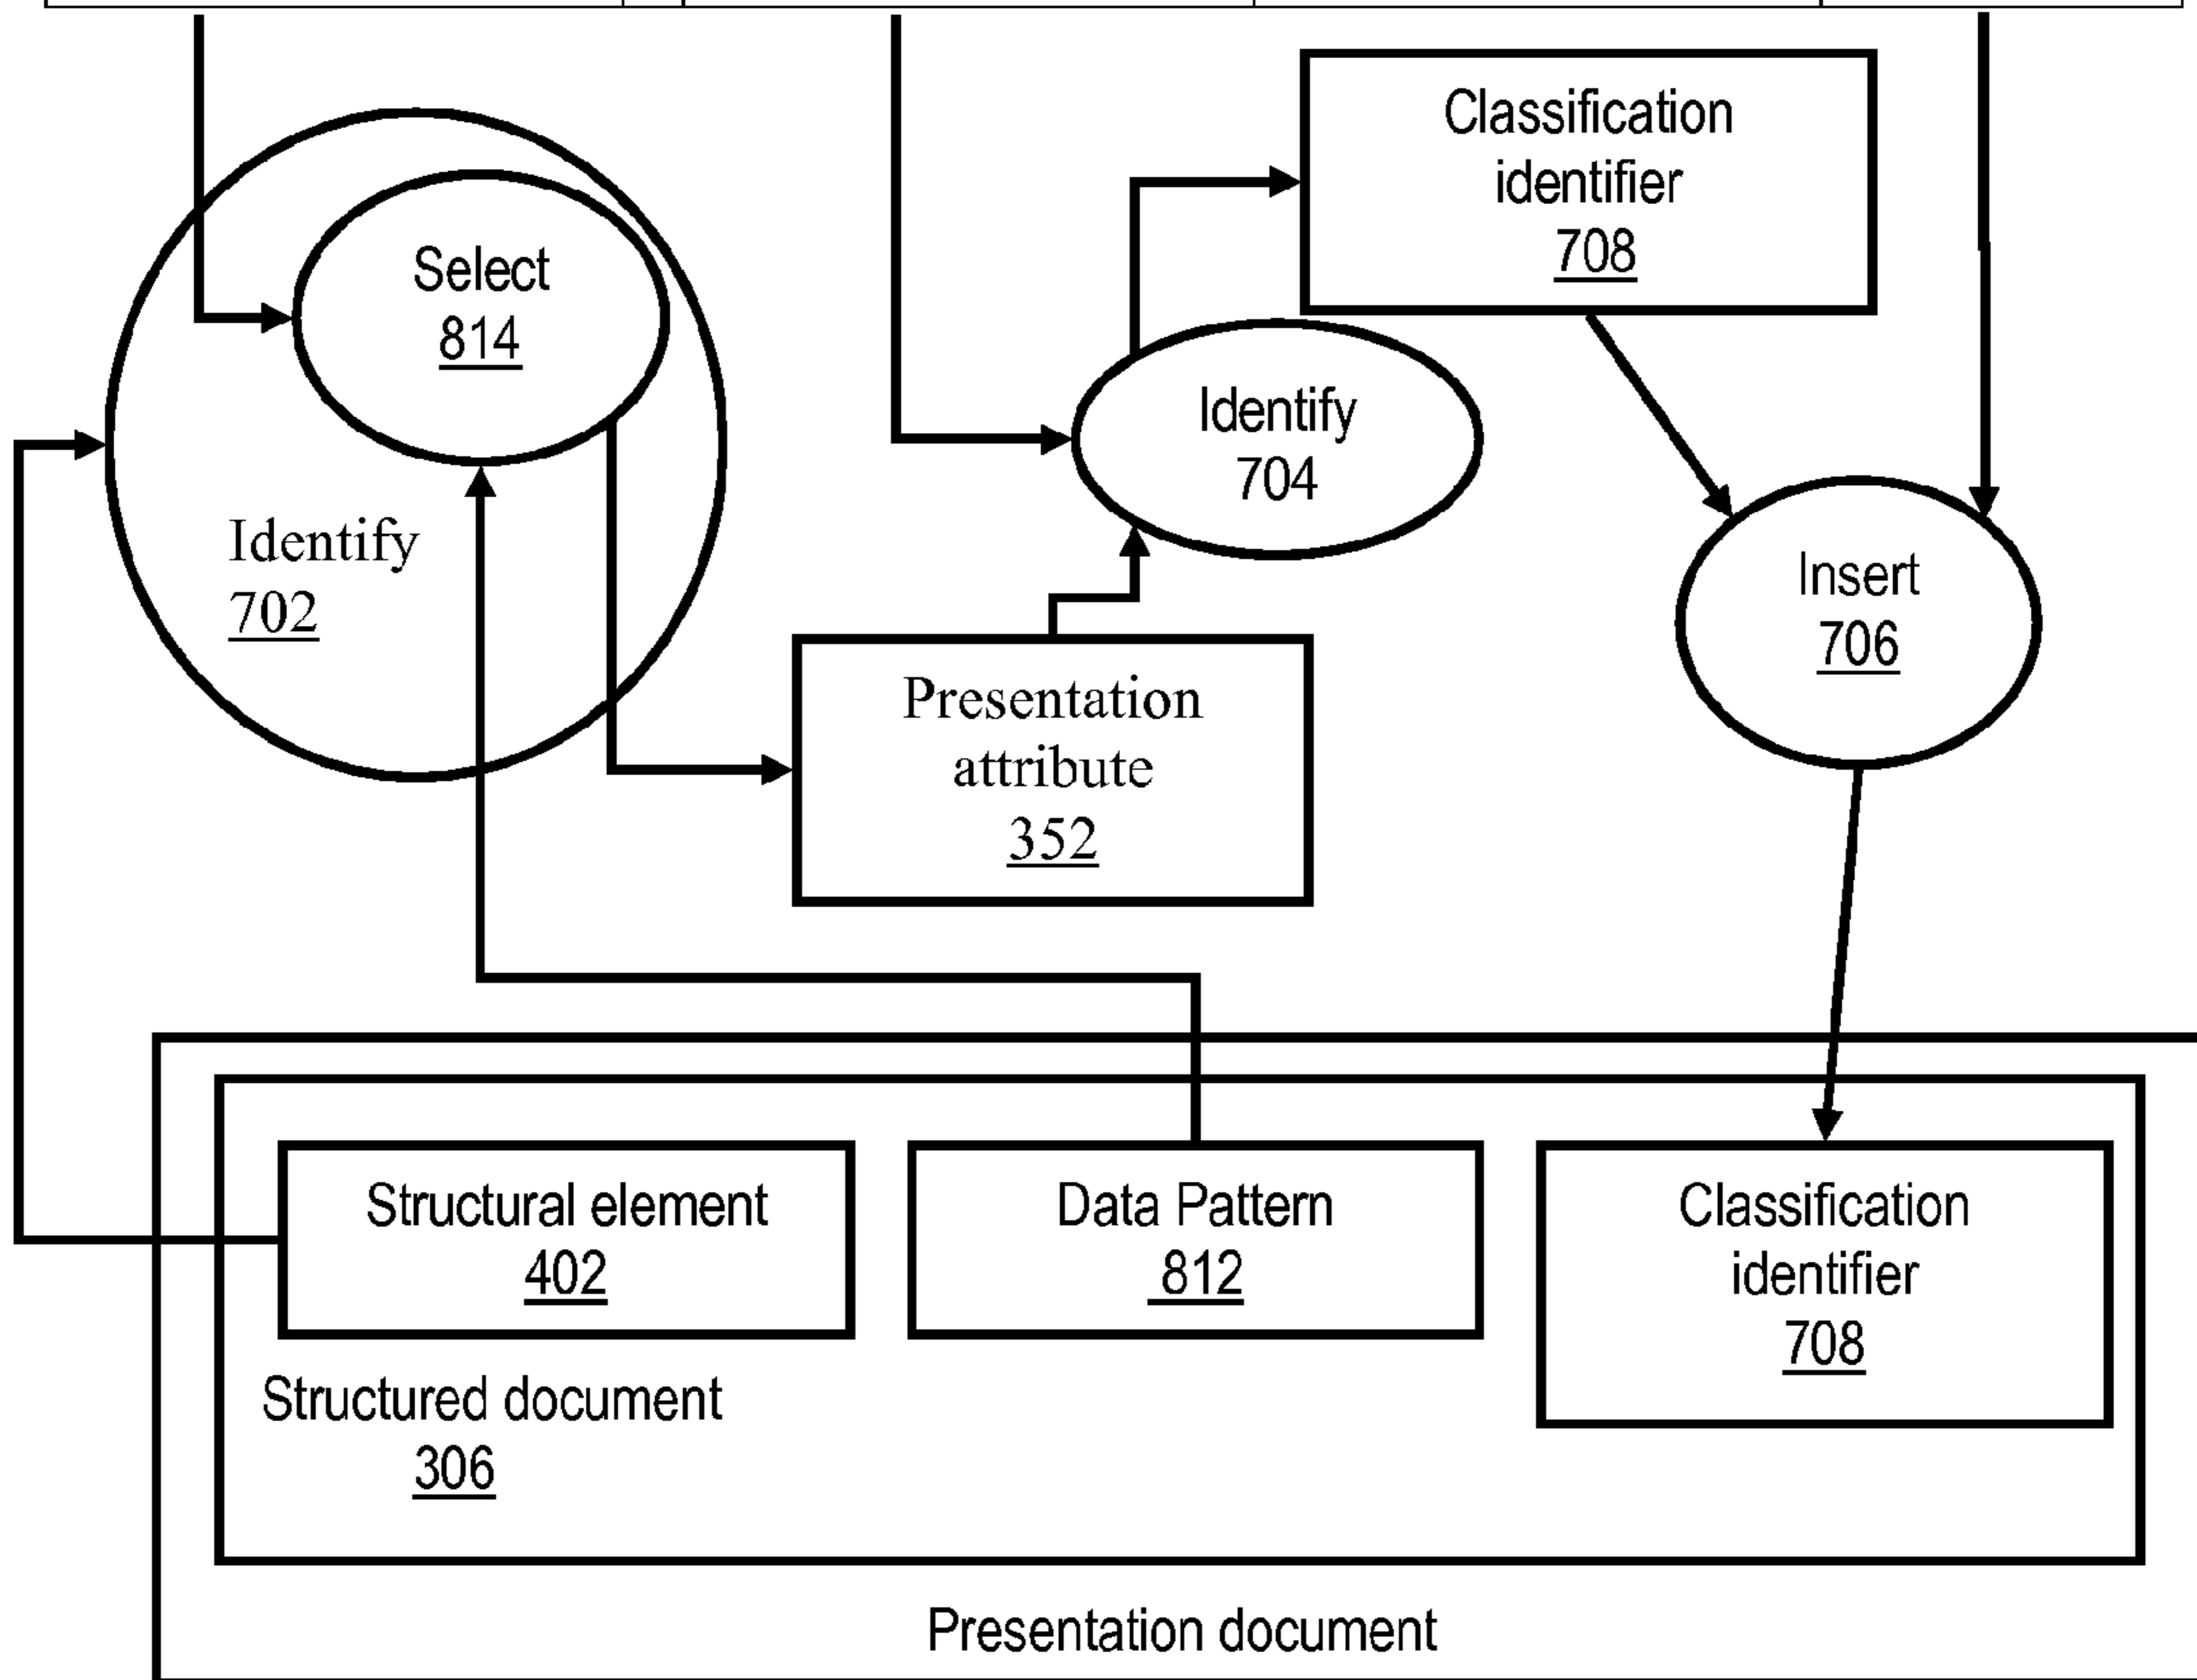 Classification
identifier
708
Select
814
Identify
704
Identify
702
Insert
706
Presentation
attribute
352
Structural element
402
Data Pattern
812
Classification
identifier
708
Structured document
306
Presentation document